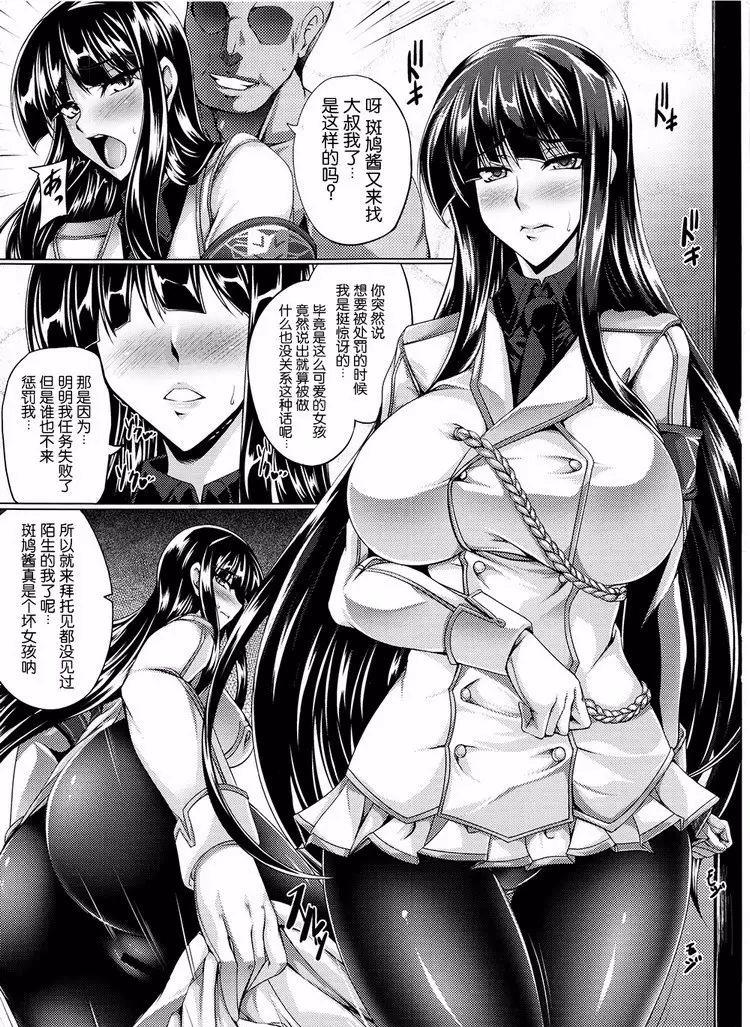 ドキ
ドキ
呀 斑鸠酱又来找
大叔我了…
是这样的吗?
あっ
你突然说
想要被处罚的时候
我是挺惊讶的…
毕竟是这么可爱的女孩
竟然说出就算被做
什么也没关系这种话呢…
那是因为…
明明我任务失败了
但是谁也不来
惩罚我…
所以就来拜托见都没见过
陌生的我了呢…
斑鸠酱真是个坏女孩呐